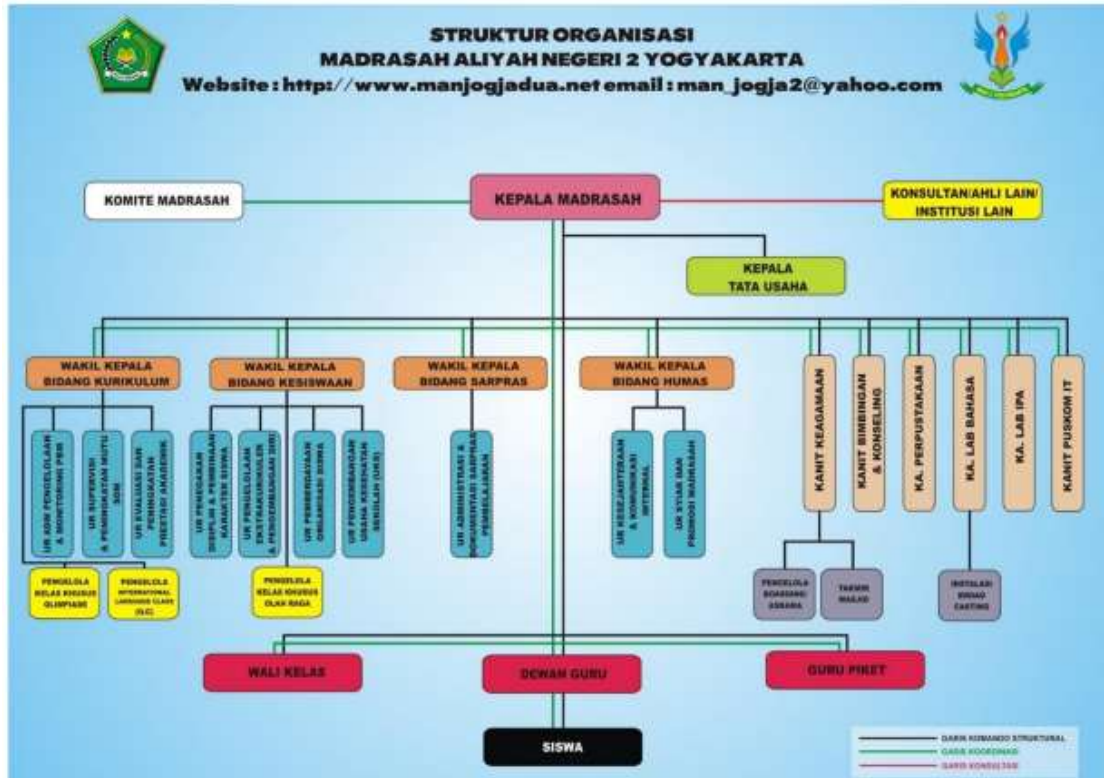 STRUKTUR ORGANISASI
MADRASAH ALIYAH NEGERI 2 YOGYAKARTA
Website : http://www.manjogjadua.net email : man_jogja2@yahoo.com
KOMITE MADRASAH
KEPALA MADRASAH
KONSULTAN/AHLI LAIN/
INSTITUSI LAIN
KEPALA
TATA USAHA
WAKIL KEPALA
BIDANG KURIKULUM
WAKIL KEPALA
BIDANG KESISWAAN
WAKIL KEPALA
BIDANG SARPRAS
WAKIL KEPALA
BIDANG HUMAS
KANIT KEAGAMAAN
KANIT BIMBINGAN
& KONSELING
KA. PERPUSTAKAAN
KA. LAB BAHASA
KA. LAB IPA
KANIT PUSKOM IT
UR ADM PENGELOLAAN
& MONITORING PBM
UR SUPERVISI
& PENINGKATAN MUTU
SDM
UR EVALUASI DAN
PENINGKATAN
PRESTASI AKADEMIK
UR PENEGAKAN
DISIPLIN & PEMBINAAN
KARAKTER SISWA
UR PENGELOLAAN
EKSTRAKURIKULER
& PENGEMBANGAN DIRI
UR PEMBERDAYAAN
ORGANISASI SISWA
UR PENGEMBANGAN
USAHA KESEHATAN
SEKOLAH (UKS)
UR ADMINISTRASI &
DOKUMENTASI SARPRAS
PEMBELAJARAN
UR KESEJAHTERAAN
& KOMUNIKASI
INTERNAL
UR SYIAR DAN
PROMOSI MADRASAH
PENGELOLA
KELAS KHUSUS
OLIMPIADE
PENGELOLA
INTERNATIONAL
LANGUAGE CLASS
(ILC)
PENGELOLA
KELAS KHUSUS
OLAH RAGA
PENGELOLA
BOARDING/
ASRAMA
TAKMIR
MASJID
INSTALASI
BROAD
CASTING
WALI KELAS
DEWAN GURU
GURU PIKET
SISWA
GARIS KOMANDO STRUKTURAL
GARIS KOORDINASI
GARIS KONSULTASI